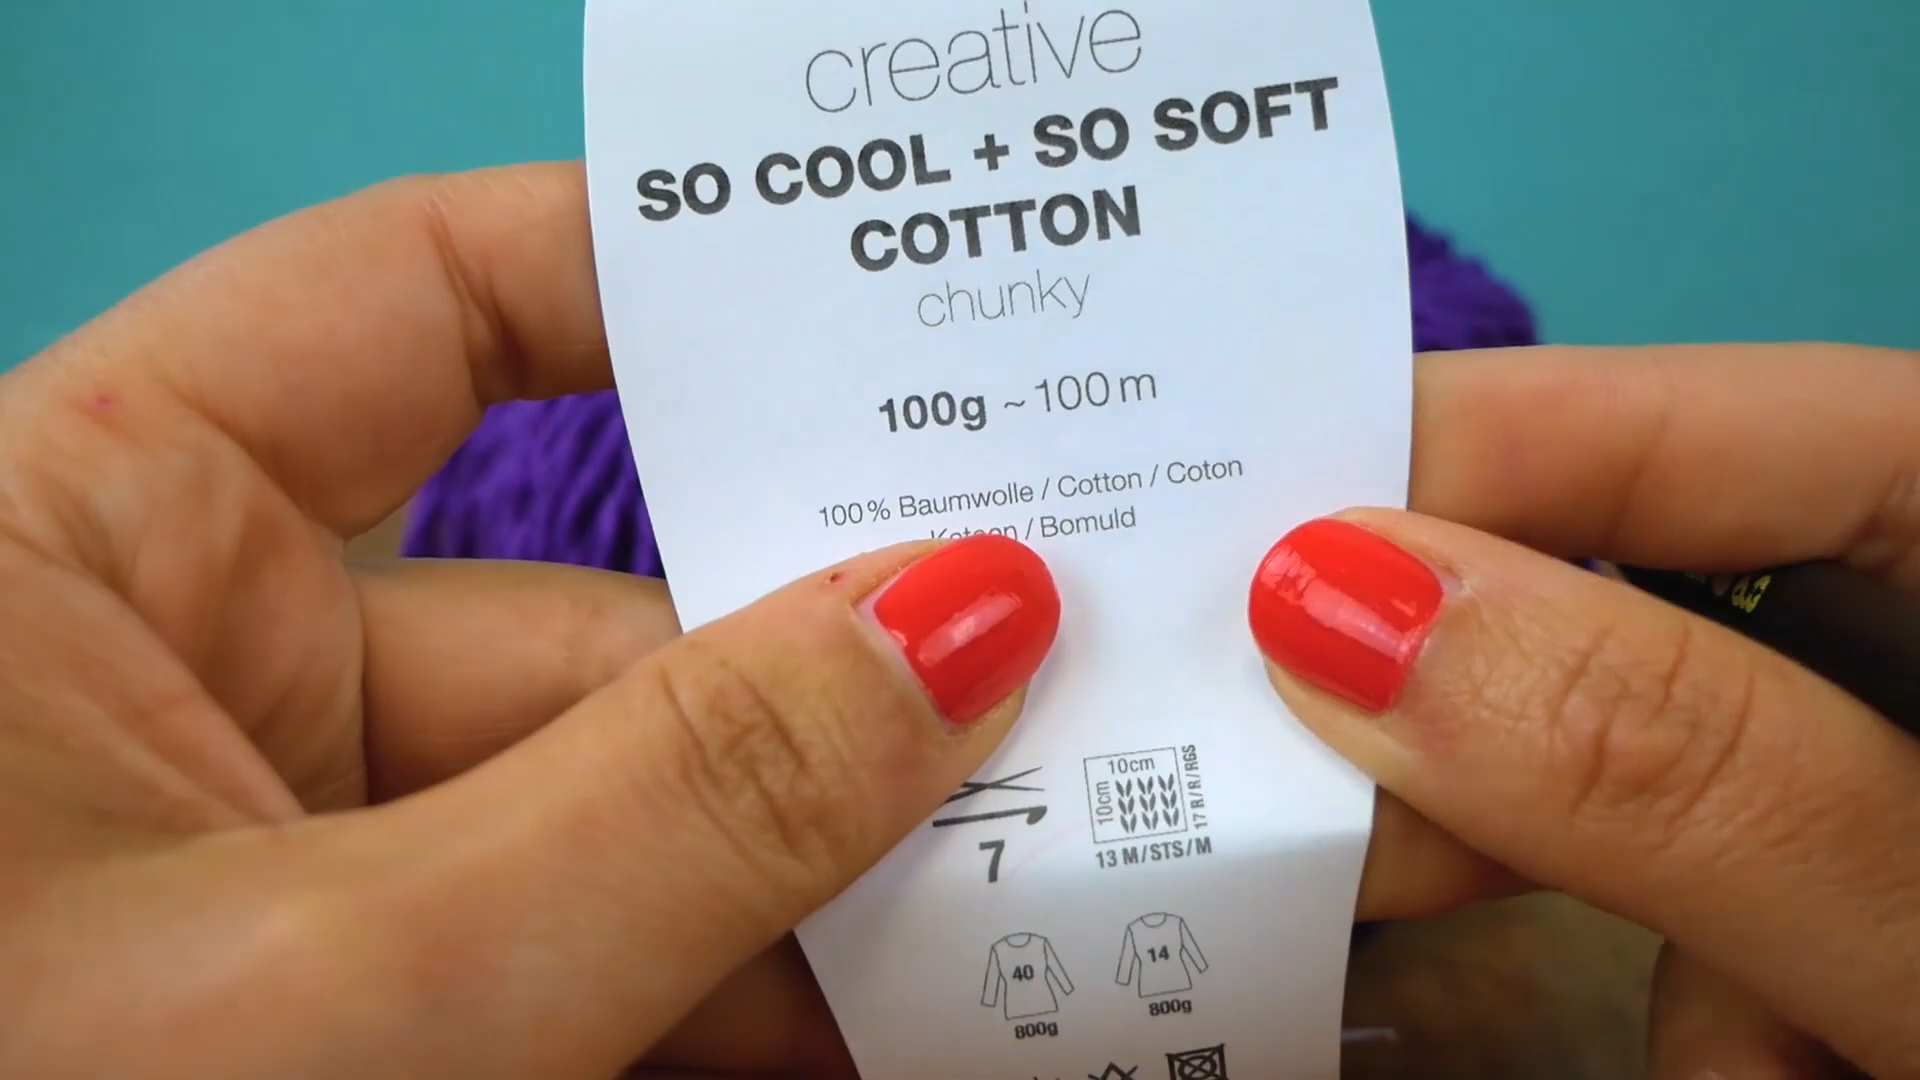 creative
SO COOL + SO SOFT
COTTON
chunky
100g ~100m
100% Baumwolle / Cotton / Coton
/ Bomuld
10cm
10cm
17 R/R/RGS
7
13 M/STS/M
40
14
800g
800g